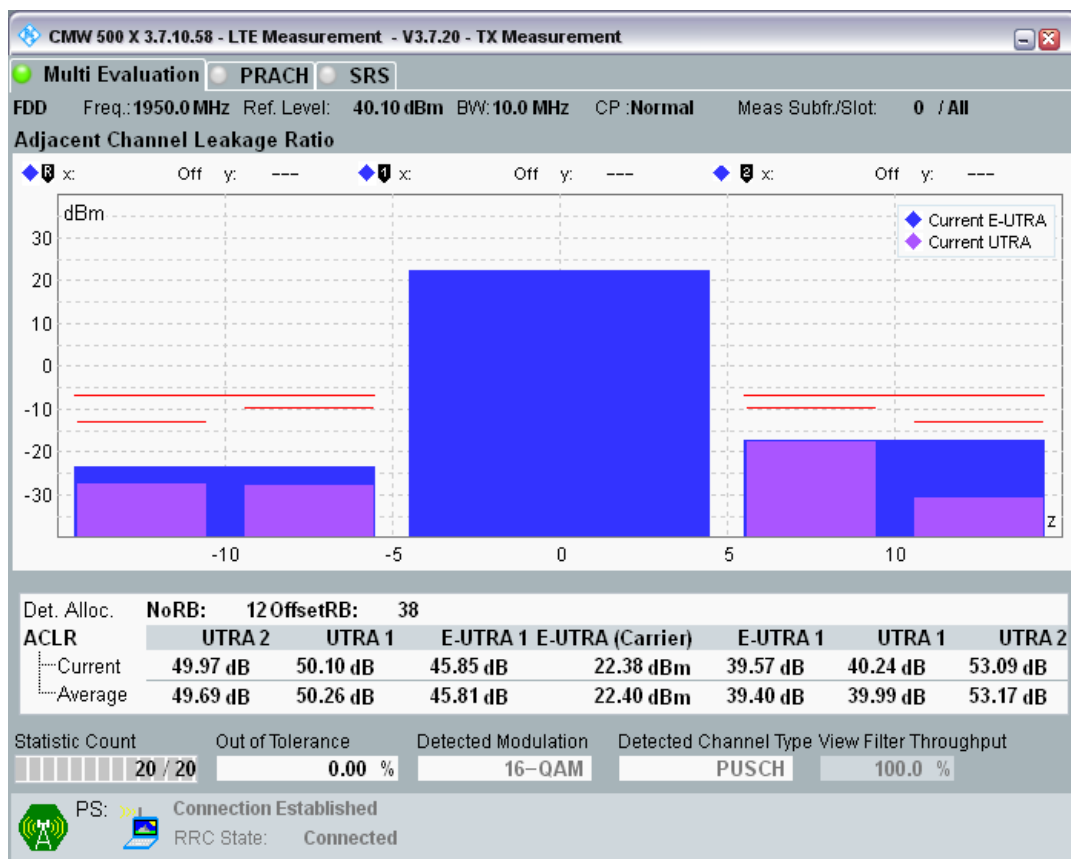 CMW 500 X 3.7.10.58 - LTE Measurement - V3.7.20 - TX Measurement
Multi Evaluation PRACH SRS
FDD Freq.:1950.0 MHz Ref. Level: 40.10 dBm BW:10.0 MHz CP :Normal Meas Subfr./Slot: 0 / All
Adjacent Channel Leakage Ratio
R x: Off y: --- 1 x: Off y: --- 2 x: Off y: ---
dBm
Current E-UTRA
Current UTRA
30
20
10
0
-10
-20
-30
z
-10 -5 0 5 10
Det. Alloc. NoRB: 12 OffsetRB: 38
ACLR UTRA 2 UTRA 1 E-UTRA 1 E-UTRA (Carrier) E-UTRA 1 UTRA 1 UTRA 2
Current 49.97 dB 50.10 dB 45.85 dB 22.38 dBm 39.57 dB 40.24 dB 53.09 dB
Average 49.69 dB 50.26 dB 45.81 dB 22.40 dBm 39.40 dB 39.99 dB 53.17 dB
Statistic Count Out of Tolerance Detected Modulation Detected Channel Type View Filter Throughput
20 / 20 0.00 % 16-QAM PUSCH 100.0 %
PS: Connection Established
RRC State: Connected